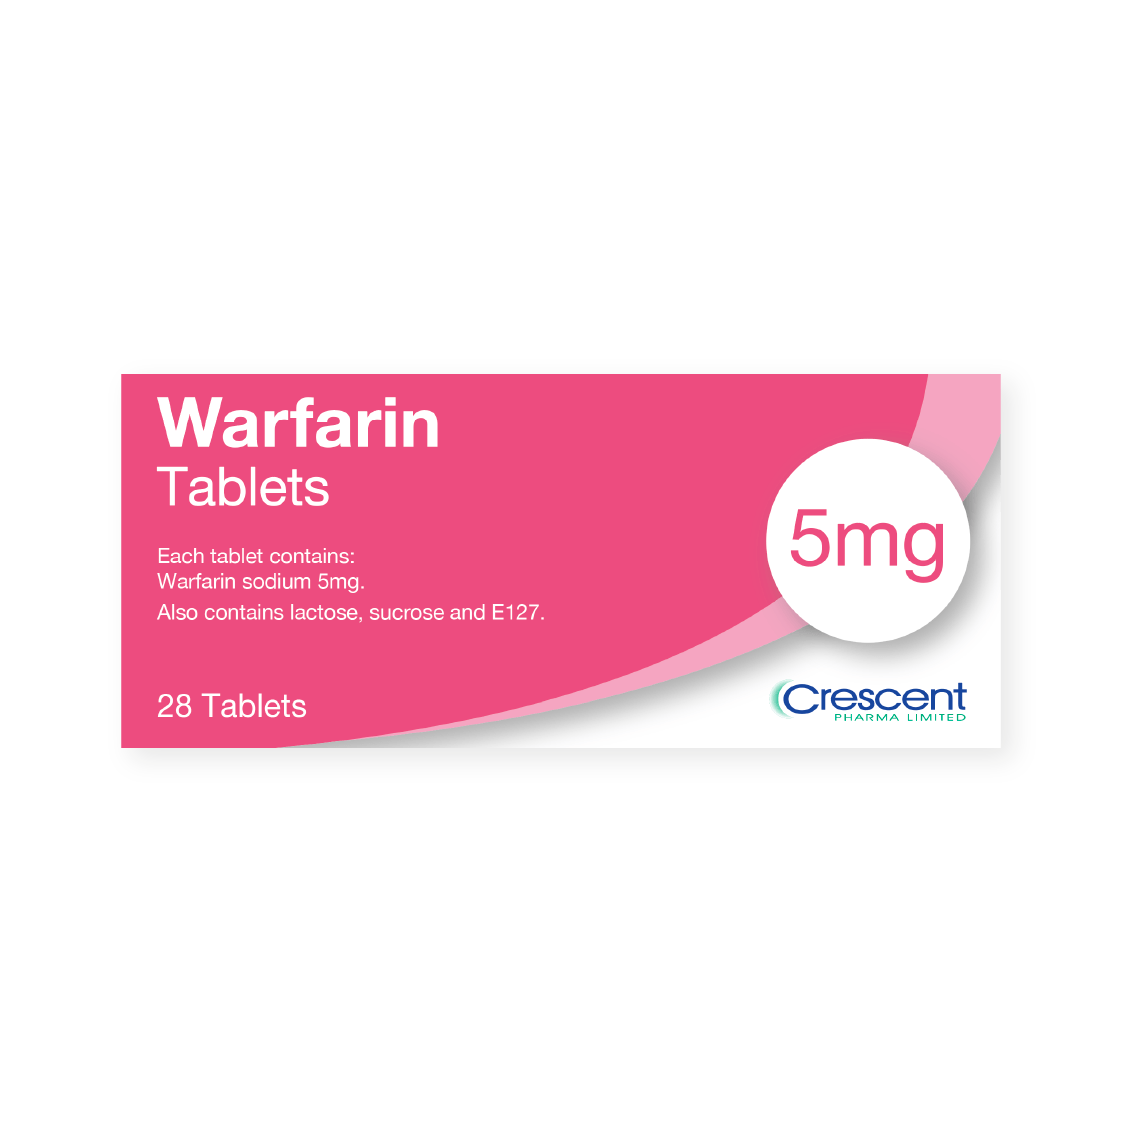 Warfarin
Tablets
Each tablet contains:
Warfarin sodium 5mg.
Also contains lactose, sucrose and E127.
28 Tablets
5mg
Crescent
PHARMA LIMITED